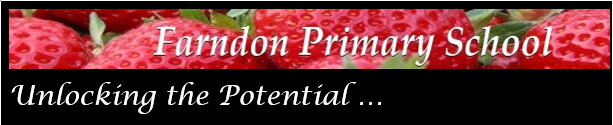 Farndon Primary School
Unlocking the Potential ...